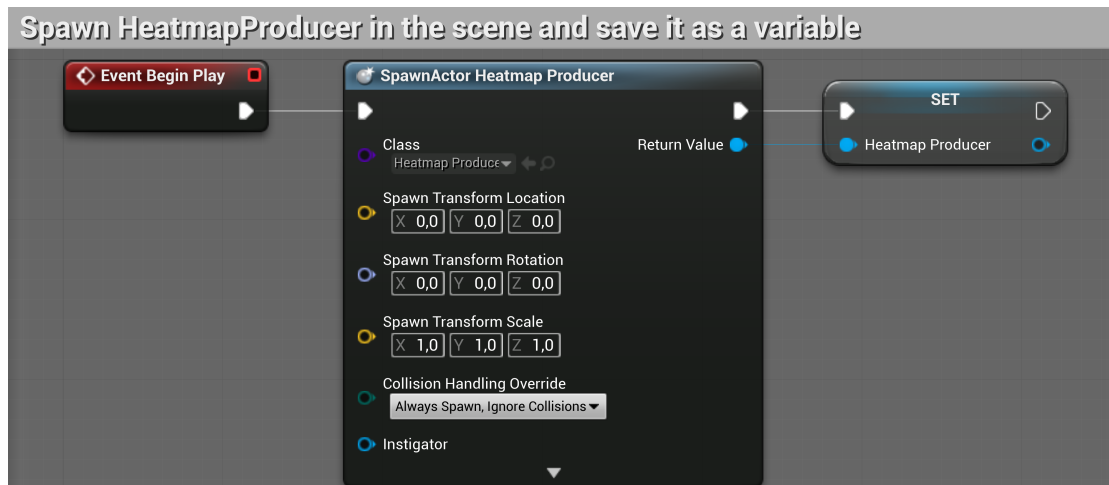 Spawn HeatmapProducer in the scene and save it as a variable
Event Begin Play
SpawnActor Heatmap Producer
SET
Class
Return Value
Heatmap Producer
Heatmap Produce
Spawn Transform Location
X 0,0 Y 0,0 Z 0,0
Spawn Transform Rotation
X 0,0 Y 0,0 Z 0,0
Spawn Transform Scale
X 1,0 Y 1,0 Z 1,0
Collision Handling Override
Always Spawn, Ignore Collisions
Instigator